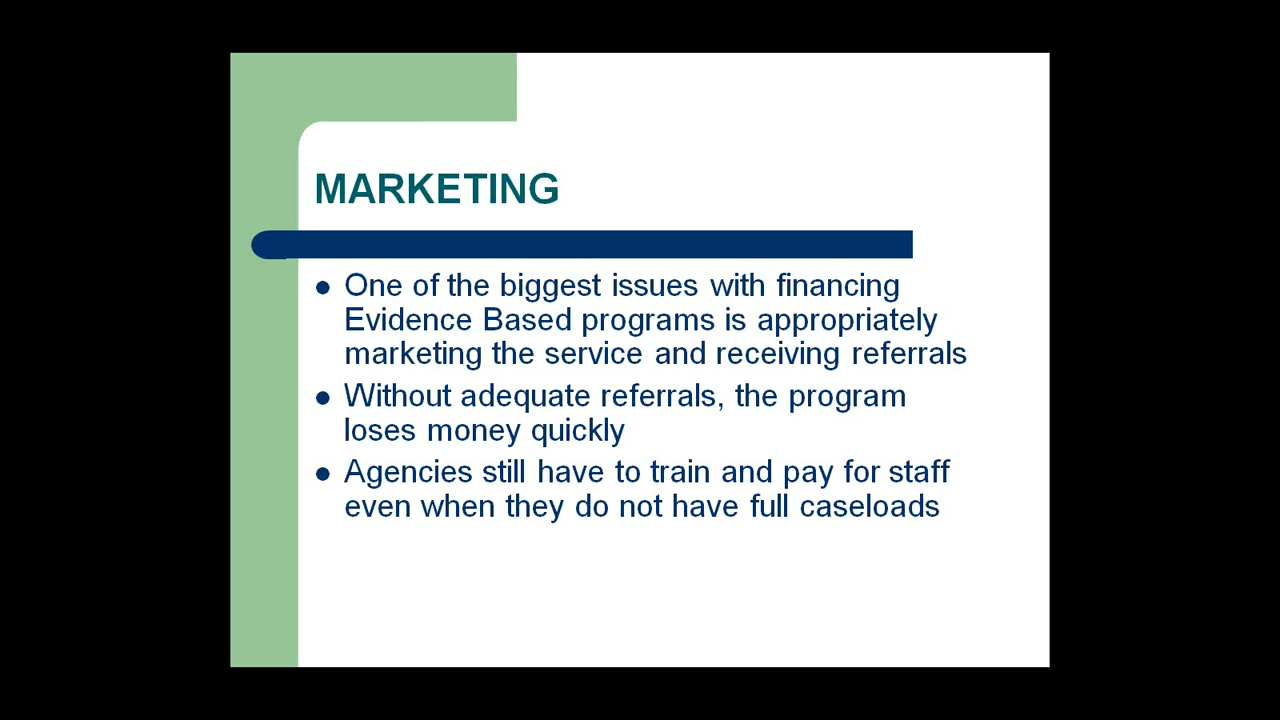 MARKETING
One of the biggest issues with financing
Evidence Based programs is appropriately
marketing the service and receiving referrals
Without adequate referrals, the program
loses money quickly
Agencies still have to train and pay for staff
even when they do not have full caseloads